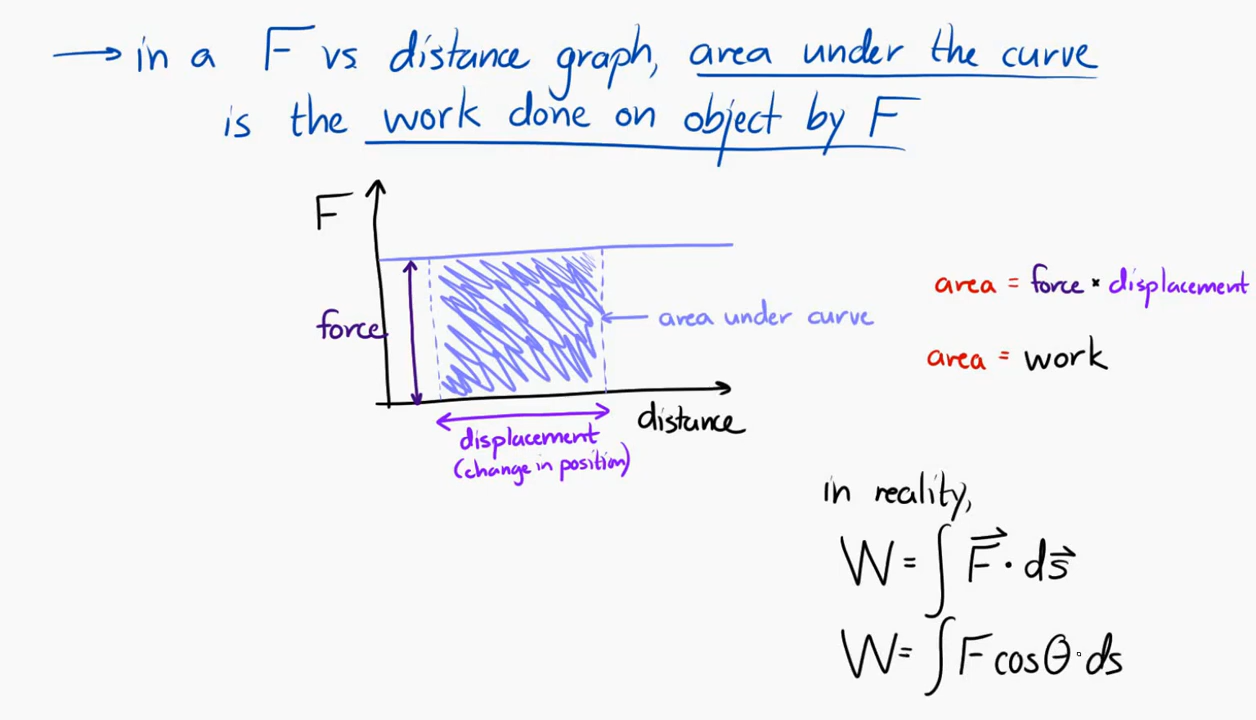 → in a F vs distance graph, area under the curve
is the work done on object by F
F
force
area under curve
distance
displacement
(change in position)
area = force × displacement
area = work
in reality,
W = ∫ F⃗ · ds⃗
W = ∫ F cosθ · ds